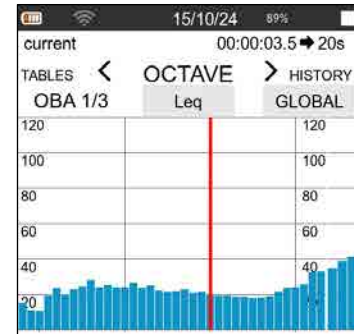 15/10/24 89%
current 00:00:03.5 ➡ 20s
TABLES < OCTAVE > HISTORY
OBA 1/3 Leq GLOBAL
120 120
100 100
80 80
60 60
40 40
20